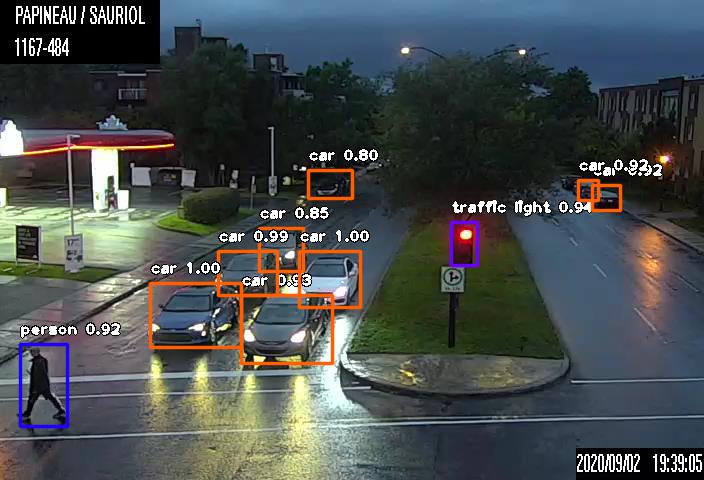 PAPINEAU / SAURIOL
1167-484
car 0.80
car 0.92
car 0.92
traffic light 0.94
car 0.85
car 0.99
car 1.00
car 1.00
car 0.93
person 0.92
2020/09/02 19:39:05